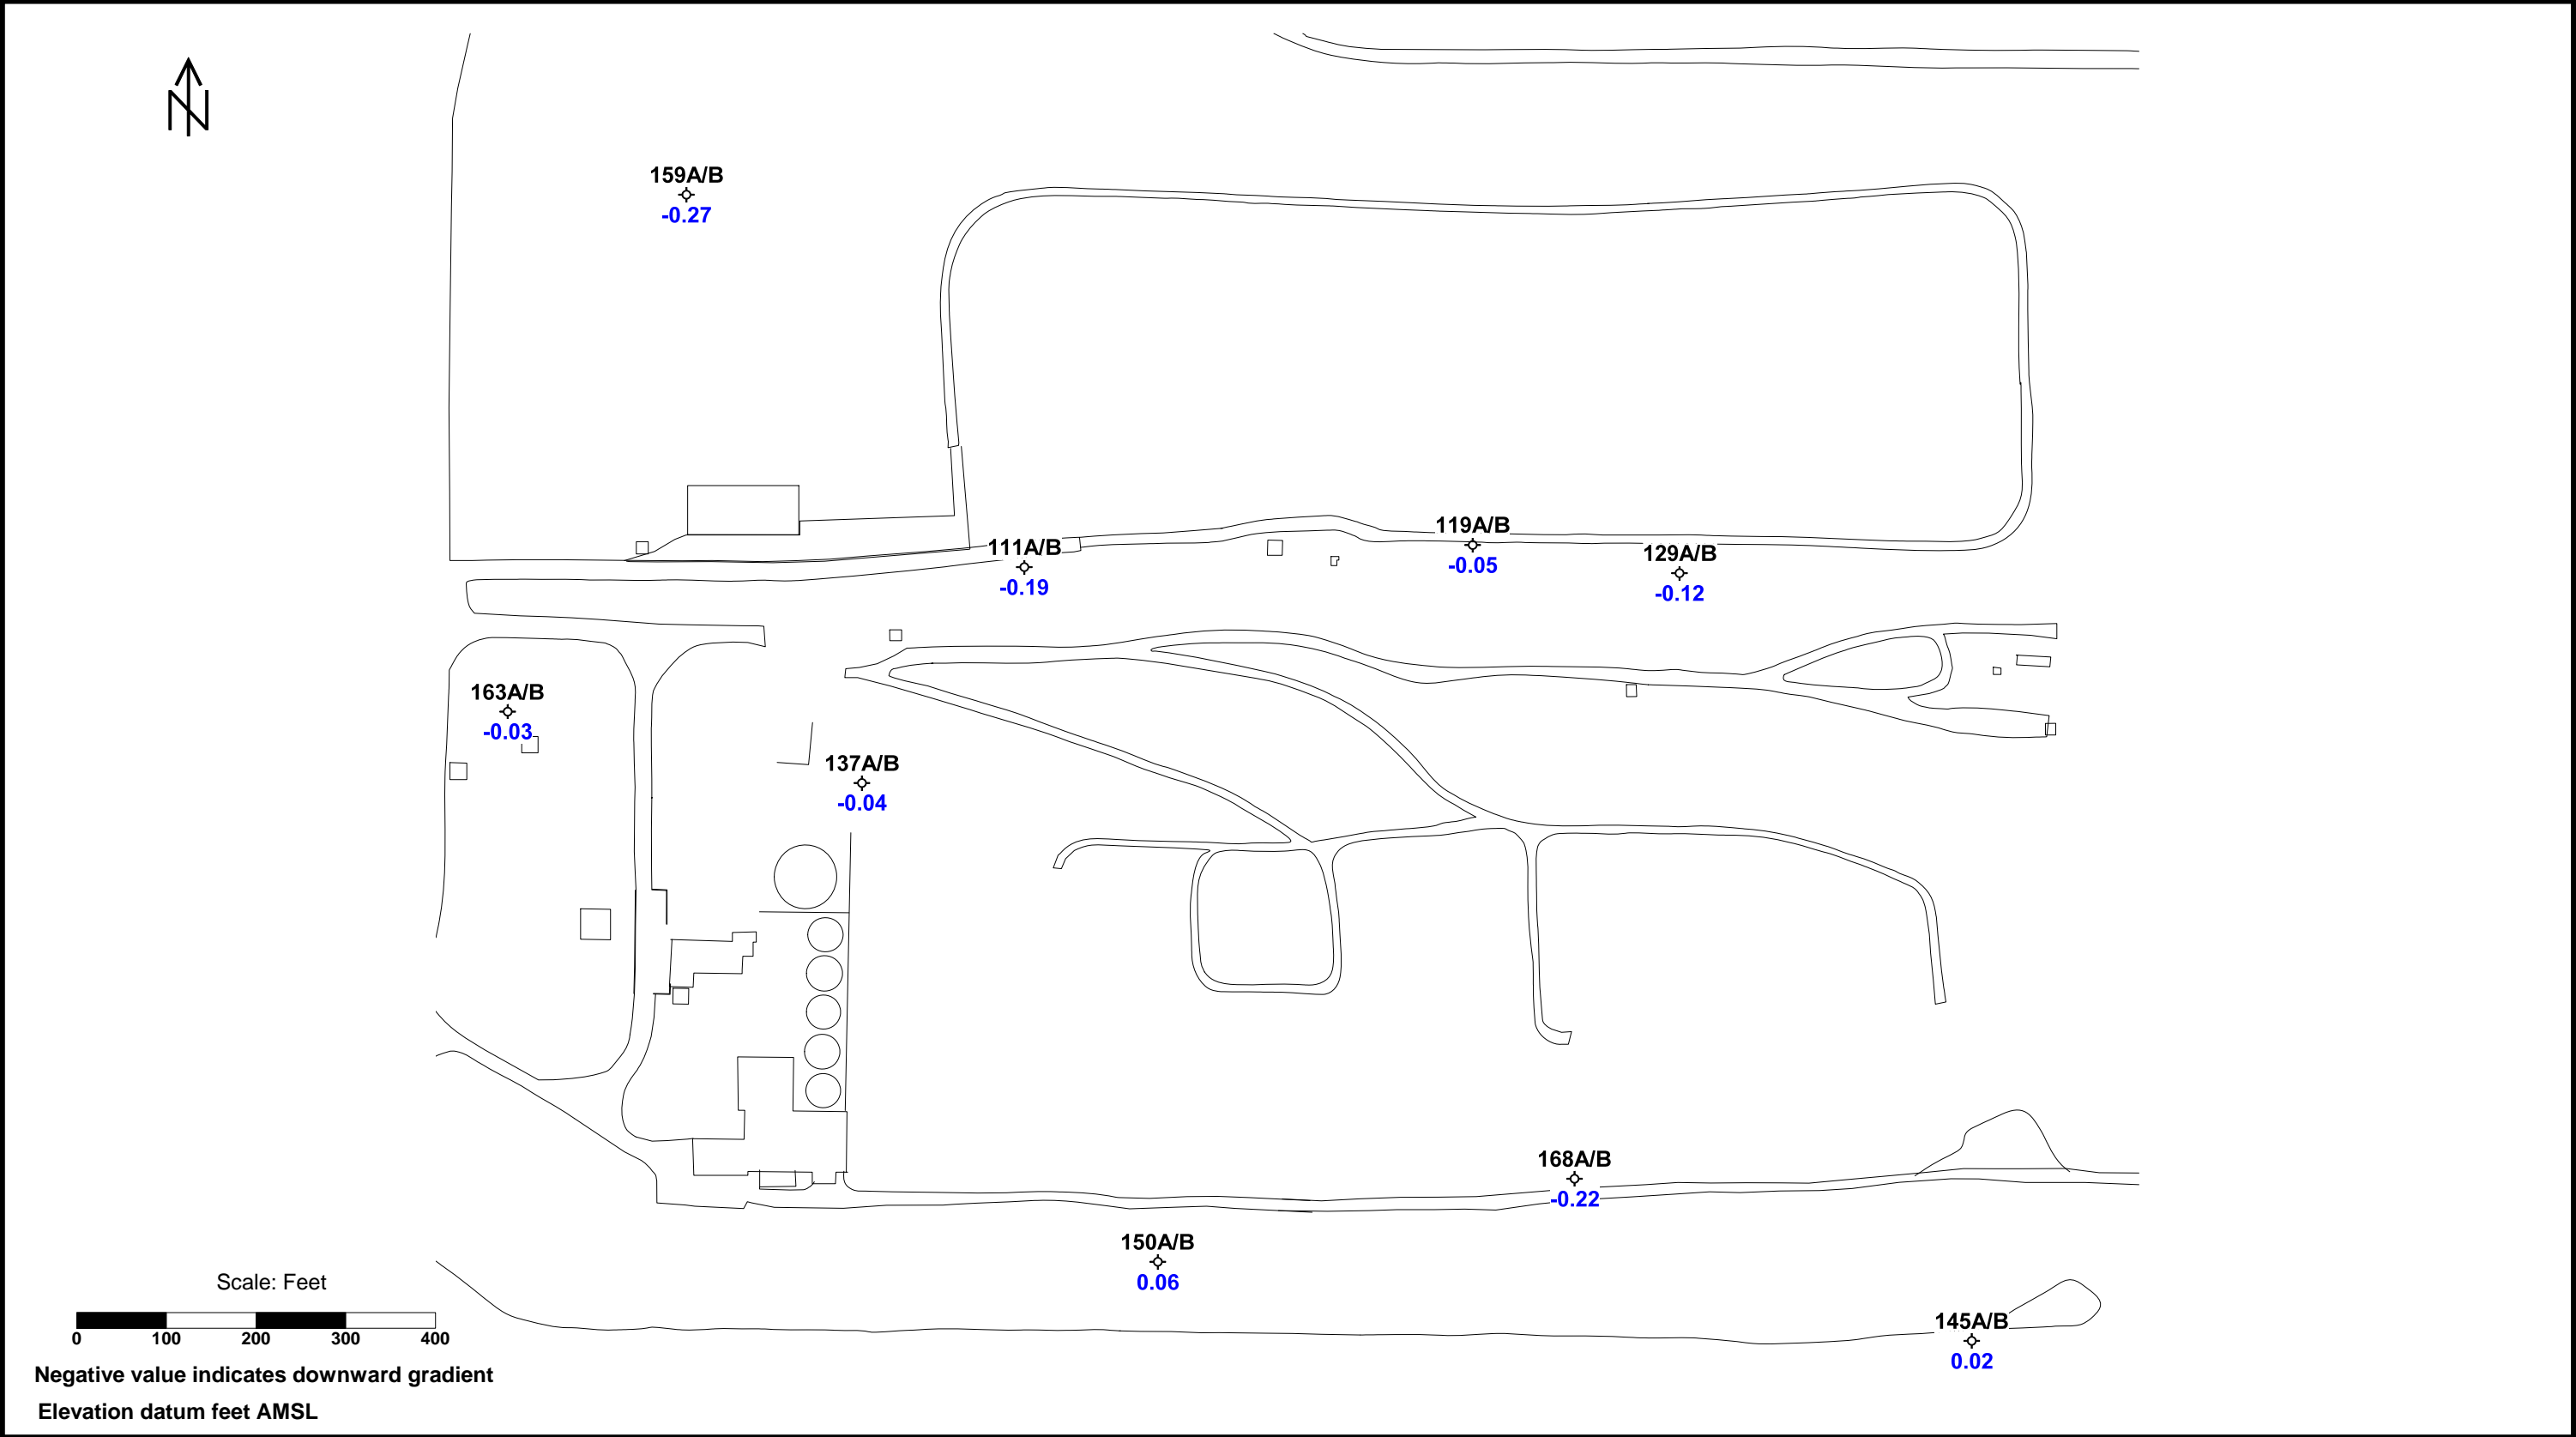 N
159A/B
-0.27
119A/B
-0.05
111A/B
-0.19
129A/B
-0.12
163A/B
-0.03
137A/B
-0.04
168A/B
-0.22
150A/B
0.06
145A/B
0.02
Scale: Feet
0 100 200 300 400
Negative value indicates downward gradient
Elevation datum feet AMSL